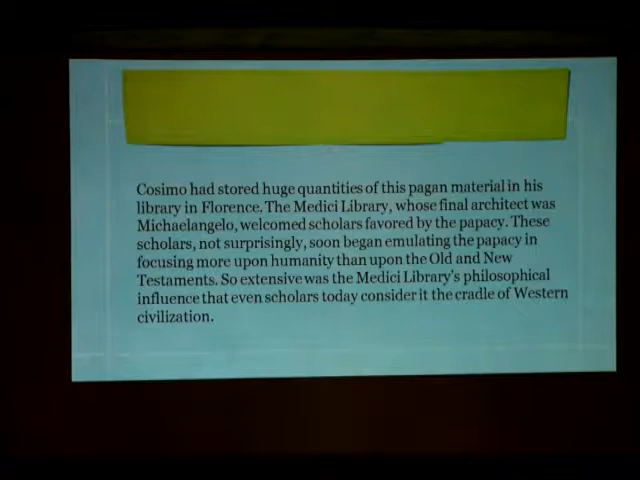 Cosimo had stored huge quantities of this pagan material in his
library in Florence. The Medici Library, whose final architect was
Michaelangelo, welcomed scholars favored by the papacy. These
scholars, not surprisingly, soon began emulating the papacy in
focusing more upon humanity than upon the Old and New
Testaments. So extensive was the Medici Library's philosophical
influence that even scholars today consider it the cradle of Western
civilization.